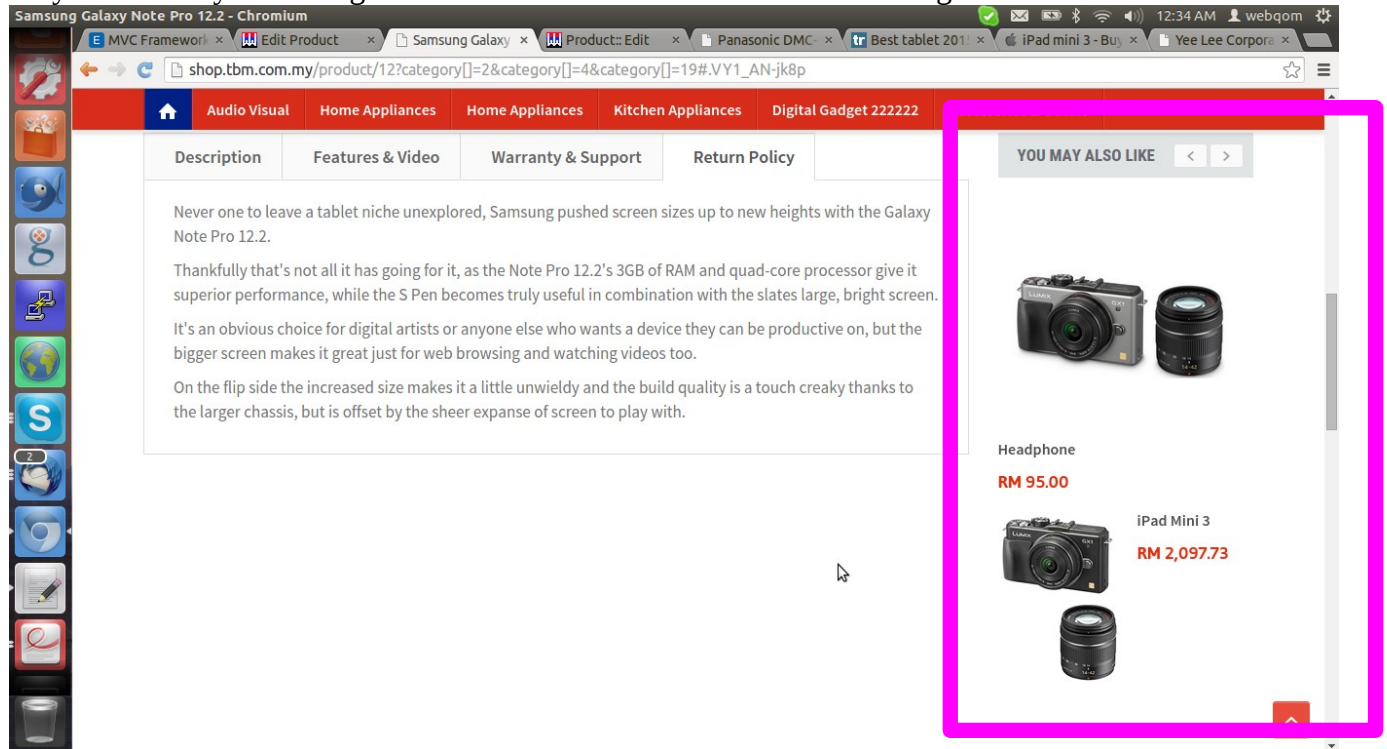 Samsung Galaxy Note Pro 12.2 - Chromium
12:34 AM webqom
E MVC Framework × Edit Product × Samsung Galaxy × Product:: Edit × Panasonic DMC- × tr Best tablet 201 × iPad mini 3 - Buy × Yee Lee Corpora ×
shop.tbm.com.my/product/12?category[]=2&category[]=4&category[]=19#.VY1_AN-jk8p
Audio Visual Home Appliances Home Appliances Kitchen Appliances Digital Gadget 222222
Description Features & Video Warranty & Support Return Policy
YOU MAY ALSO LIKE < >
Never one to leave a tablet niche unexplored, Samsung pushed screen sizes up to new heights with the Galaxy
Note Pro 12.2.
Thankfully that's not all it has going for it, as the Note Pro 12.2's 3GB of RAM and quad-core processor give it
superior performance, while the S Pen becomes truly useful in combination with the slates large, bright screen.
It's an obvious choice for digital artists or anyone else who wants a device they can be productive on, but the
bigger screen makes it great just for web browsing and watching videos too.
On the flip side the increased size makes it a little unwieldy and the build quality is a touch creaky thanks to
the larger chassis, but is offset by the sheer expanse of screen to play with.
LUMIX GX1
14-42
Headphone
RM 95.00
LUMIX GX1
iPad Mini 3
RM 2,097.73
14-42
S
2